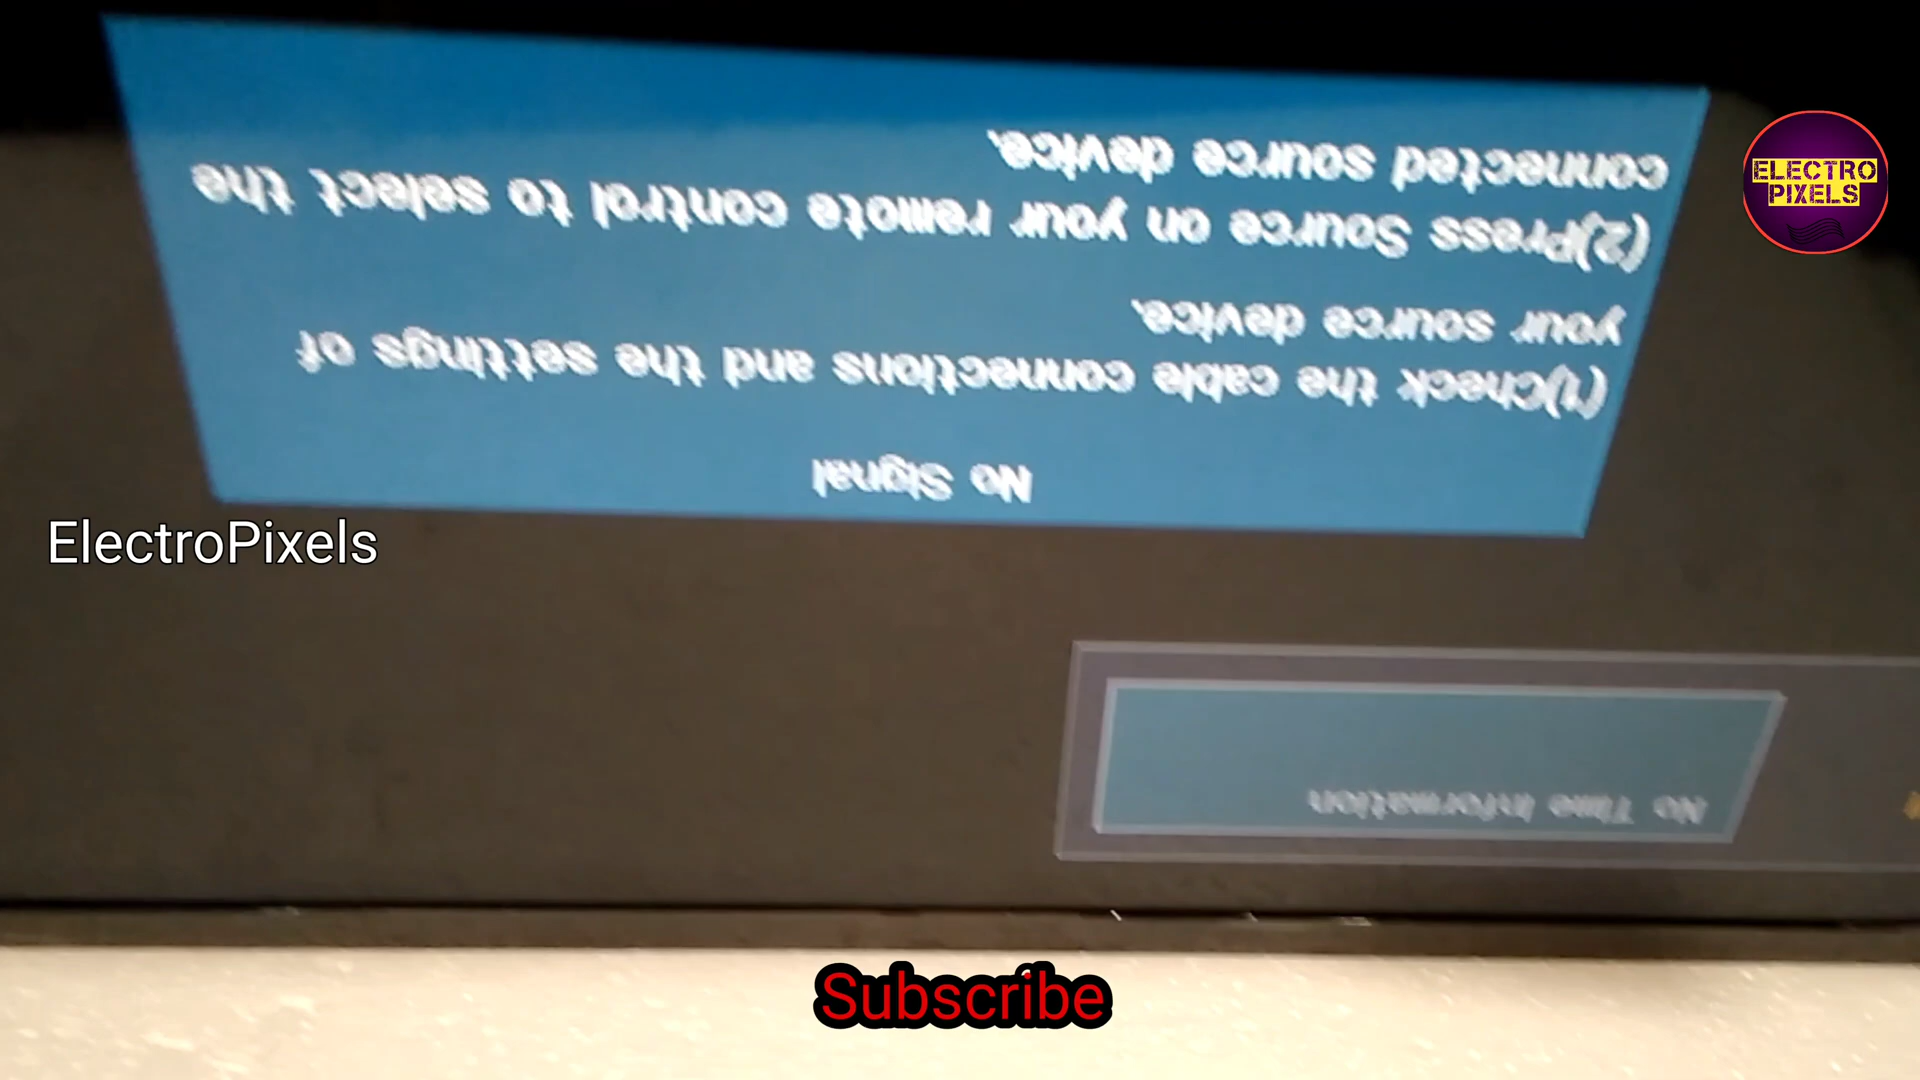 No Signal
(1)Check the cable connections and the settings of
your source device.
(2)Press Source on your remote control to select the
connected source device.
No Time Information
ELECTRO
PIXELS
ElectroPixels
Subscribe